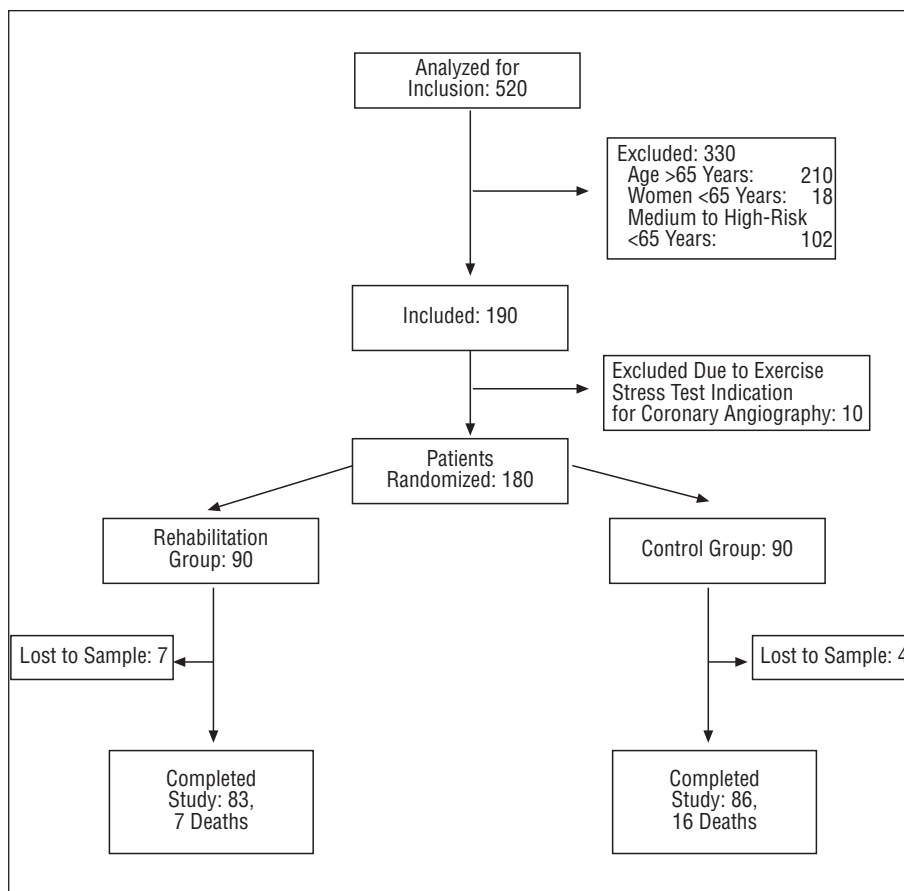 Analyzed for
Inclusion: 520
Excluded: 330
Age >65 Years: 210
Women <65 Years: 18
Medium to High-Risk
<65 Years: 102
Included: 190
Excluded Due to Exercise
Stress Test Indication
for Coronary Angiography: 10
Patients
Randomized: 180
Rehabilitation
Group: 90
Control Group: 90
Lost to Sample: 7
Lost to Sample: 4
Completed
Study: 83,
7 Deaths
Completed
Study: 86,
16 Deaths